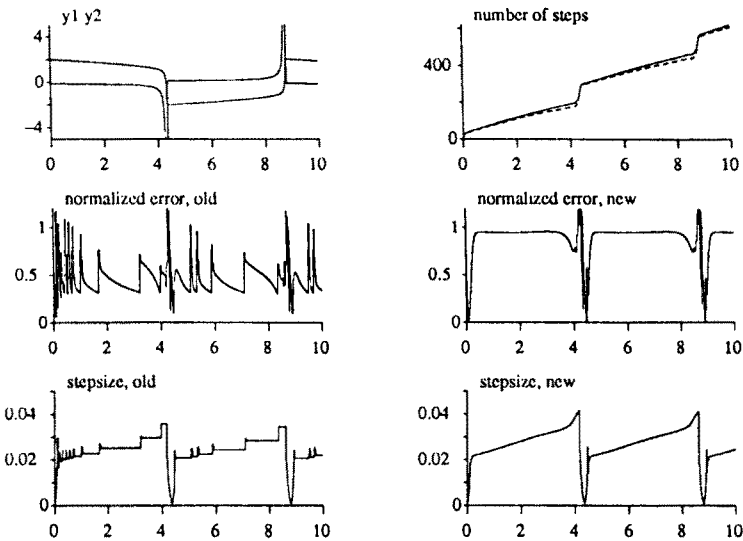 y1 y2
4
0
−4
0 2 4 6 8 10
number of steps
400
0
0 2 4 6 8 10
normalized error, old
1
0.5
0
0 2 4 6 8 10
normalized error, new
1
0.5
0
0 2 4 6 8 10
stepsize, old
0.04
0.02
0
0 2 4 6 8 10
stepsize, new
0.04
0.02
0
0 2 4 6 8 10